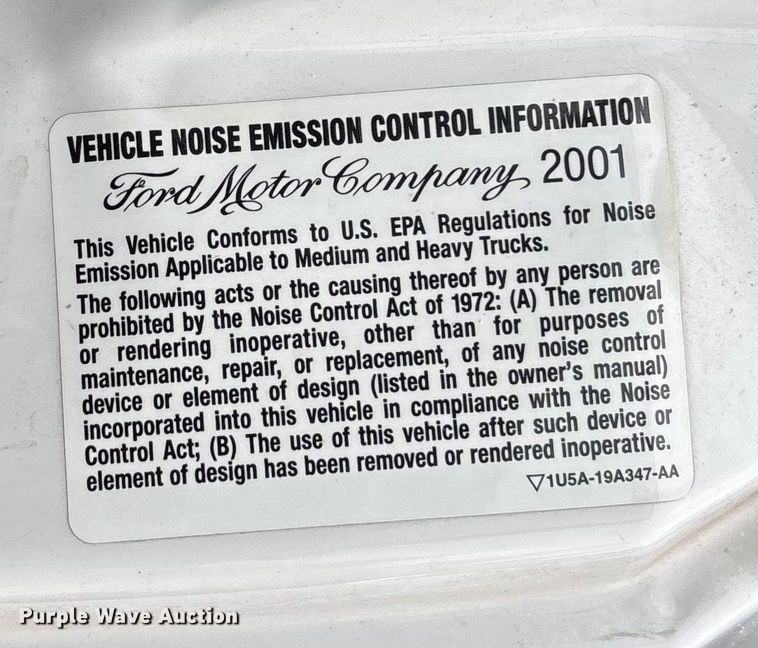 VEHICLE NOISE EMISSION CONTROL INFORMATION
Ford Motor Company 2001
This Vehicle Conforms to U.S. EPA Regulations for Noise
Emission Applicable to Medium and Heavy Trucks.
The following acts or the causing thereof by any person are
prohibited by the Noise Control Act of 1972: (A) The removal
or rendering inoperative, other than for purposes of
maintenance, repair, or replacement, of any noise control
device or element of design (listed in the owner's manual)
incorporated into this vehicle in compliance with the Noise
Control Act; (B) The use of this vehicle after such device or
element of design has been removed or rendered inoperative.
▽1U5A-19A347-AA
Purple Wave Auction